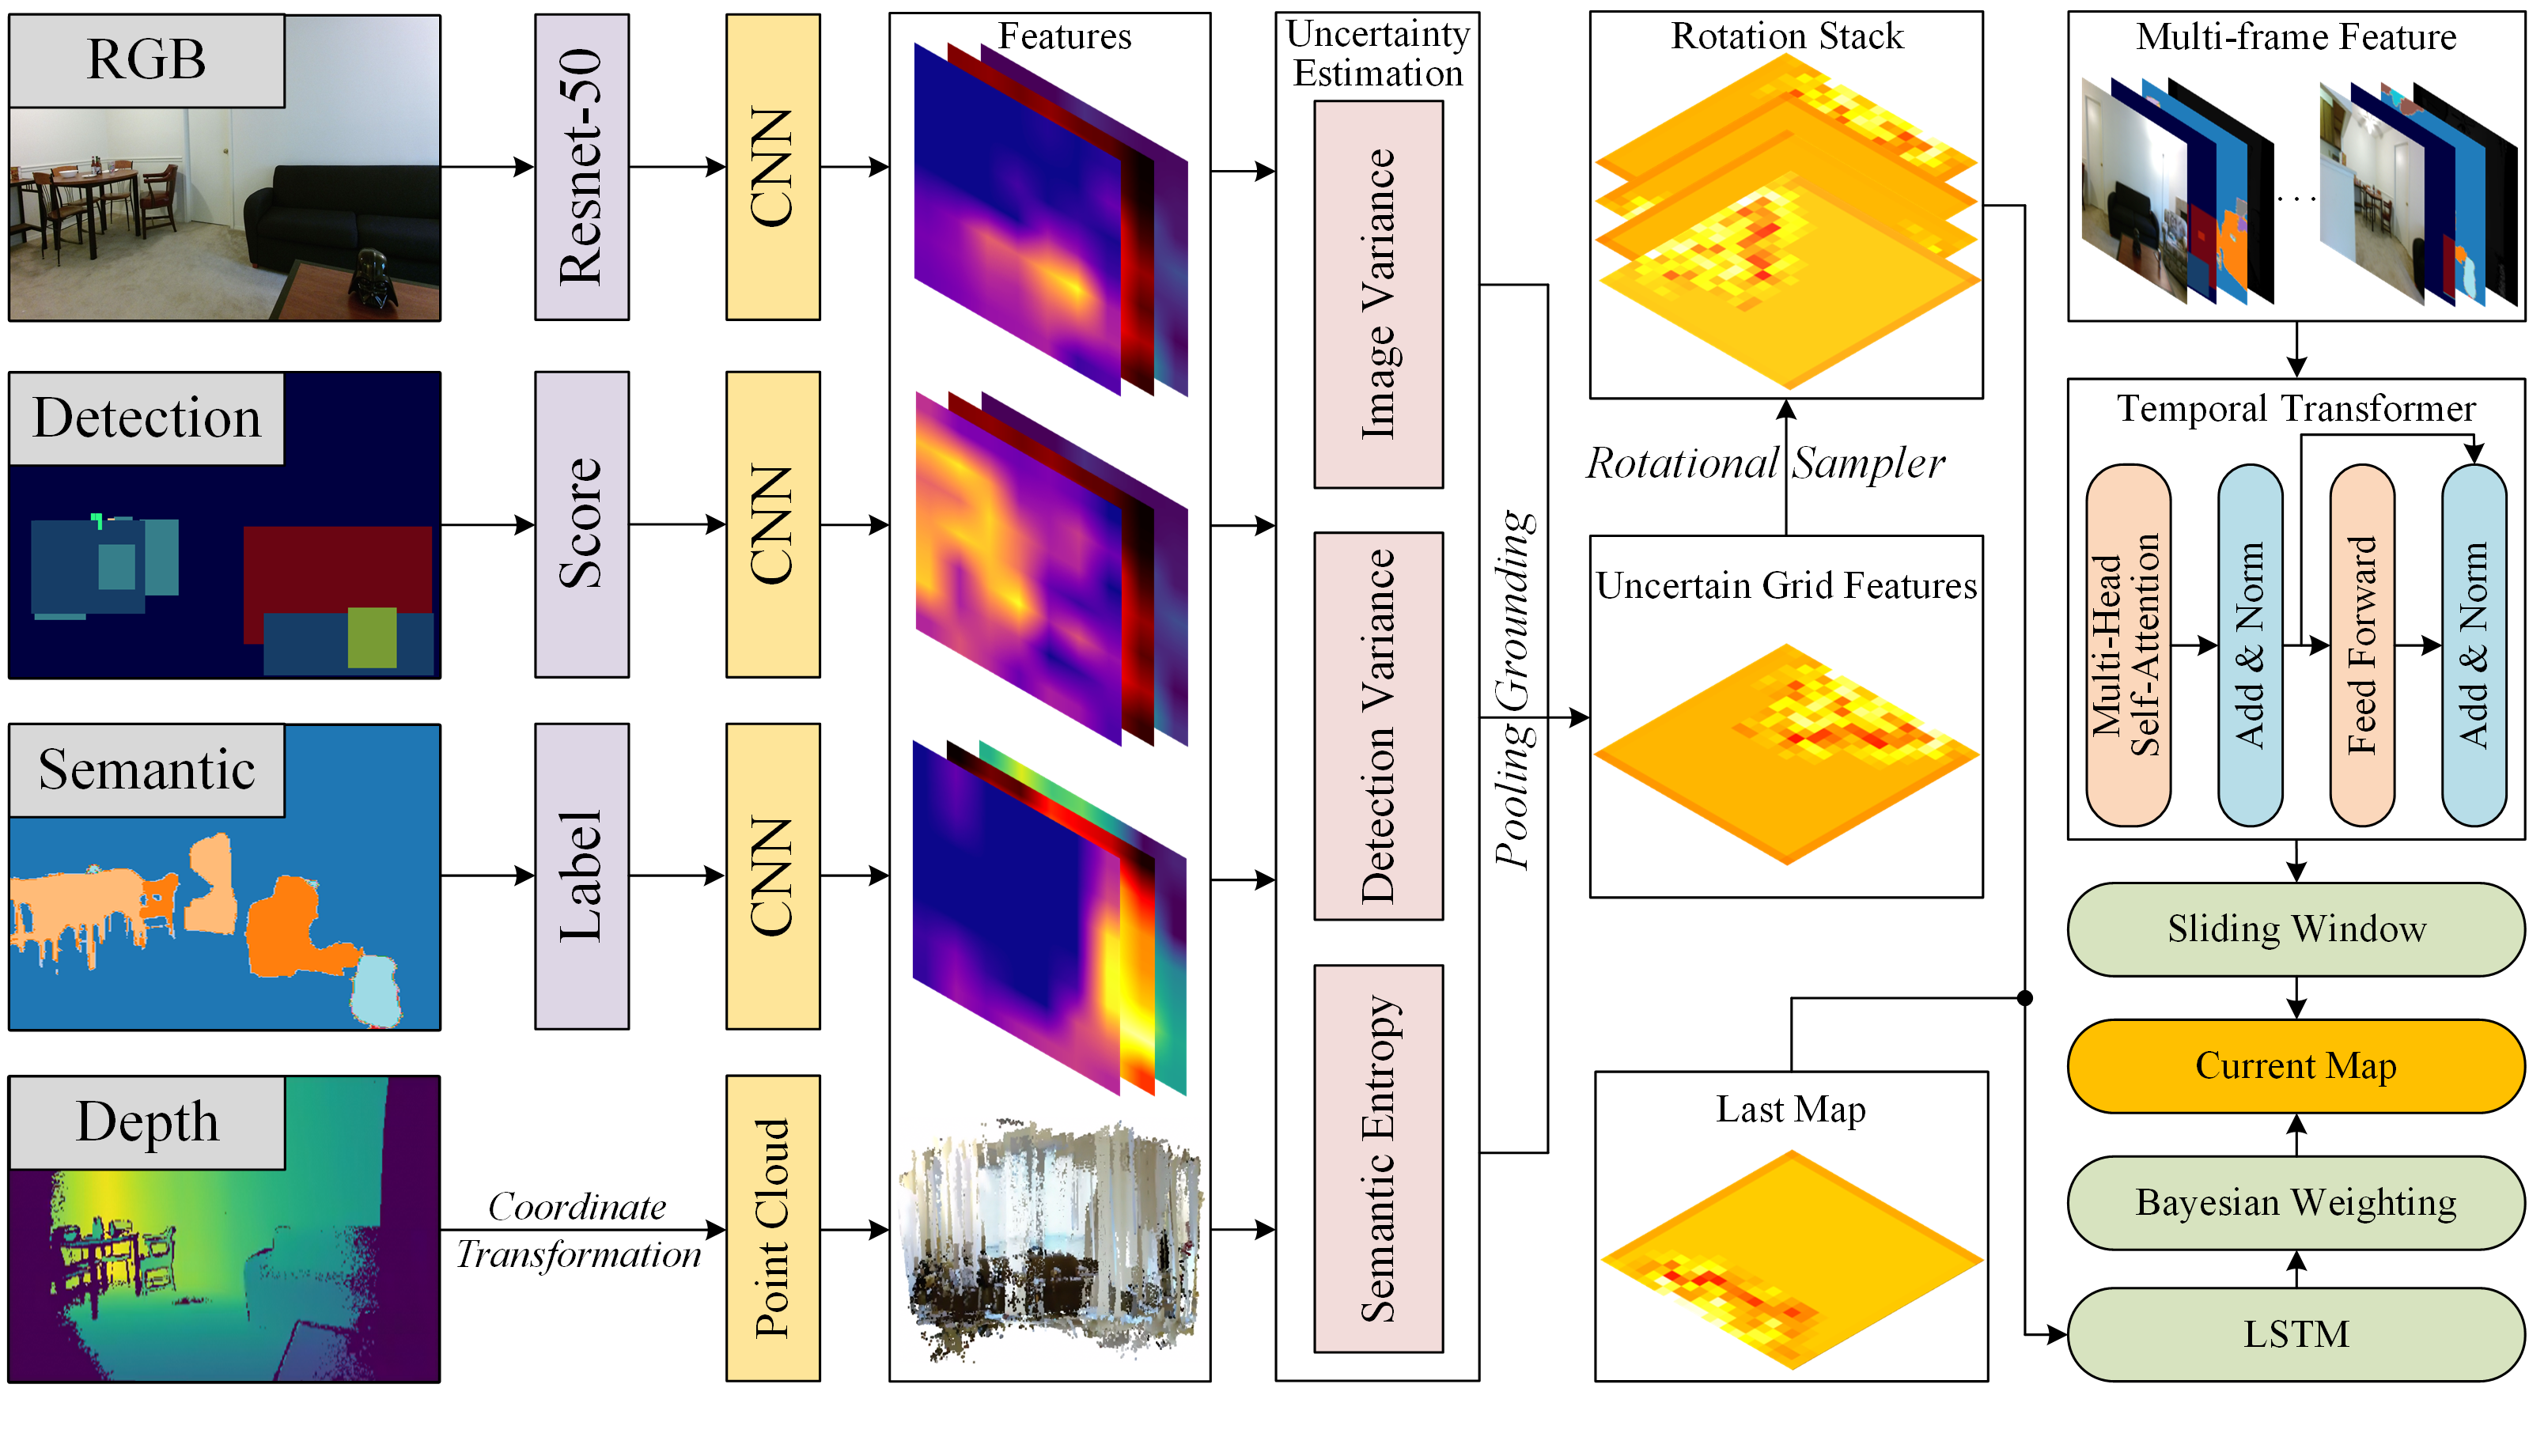 RGB
Resnet-50
CNN
Detection
Score
CNN
Semantic
Label
CNN
Depth
Coordinate
Transformation
Point Cloud
Features
Uncertainty
Estimation
Image Variance
Detection Variance
Semantic Entropy
Pooling Grounding
Rotation Stack
Rotational Sampler
Uncertain Grid Features
Last Map
Multi-frame Feature
...
Temporal Transformer
Multi-Head
Self-Attention
Add & Norm
Feed Forward
Add & Norm
Sliding Window
Current Map
Bayesian Weighting
LSTM